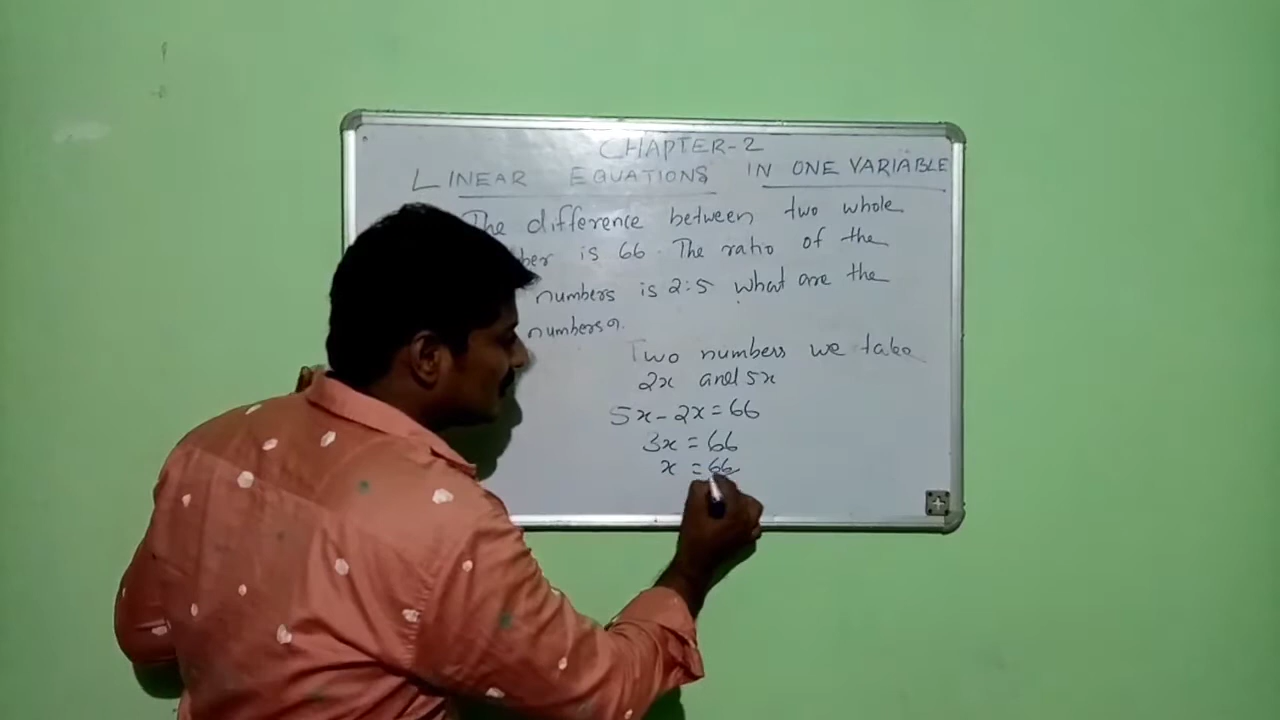 CHAPTER-2
LINEAR EQUATIONS IN ONE VARIABLE
The difference between two whole
ber is 66. The ratio of the
numbers is 2:5 what are the
numbers?
Two numbers we take
2x and 5x
5x - 2x = 66
3x = 66
x = 66